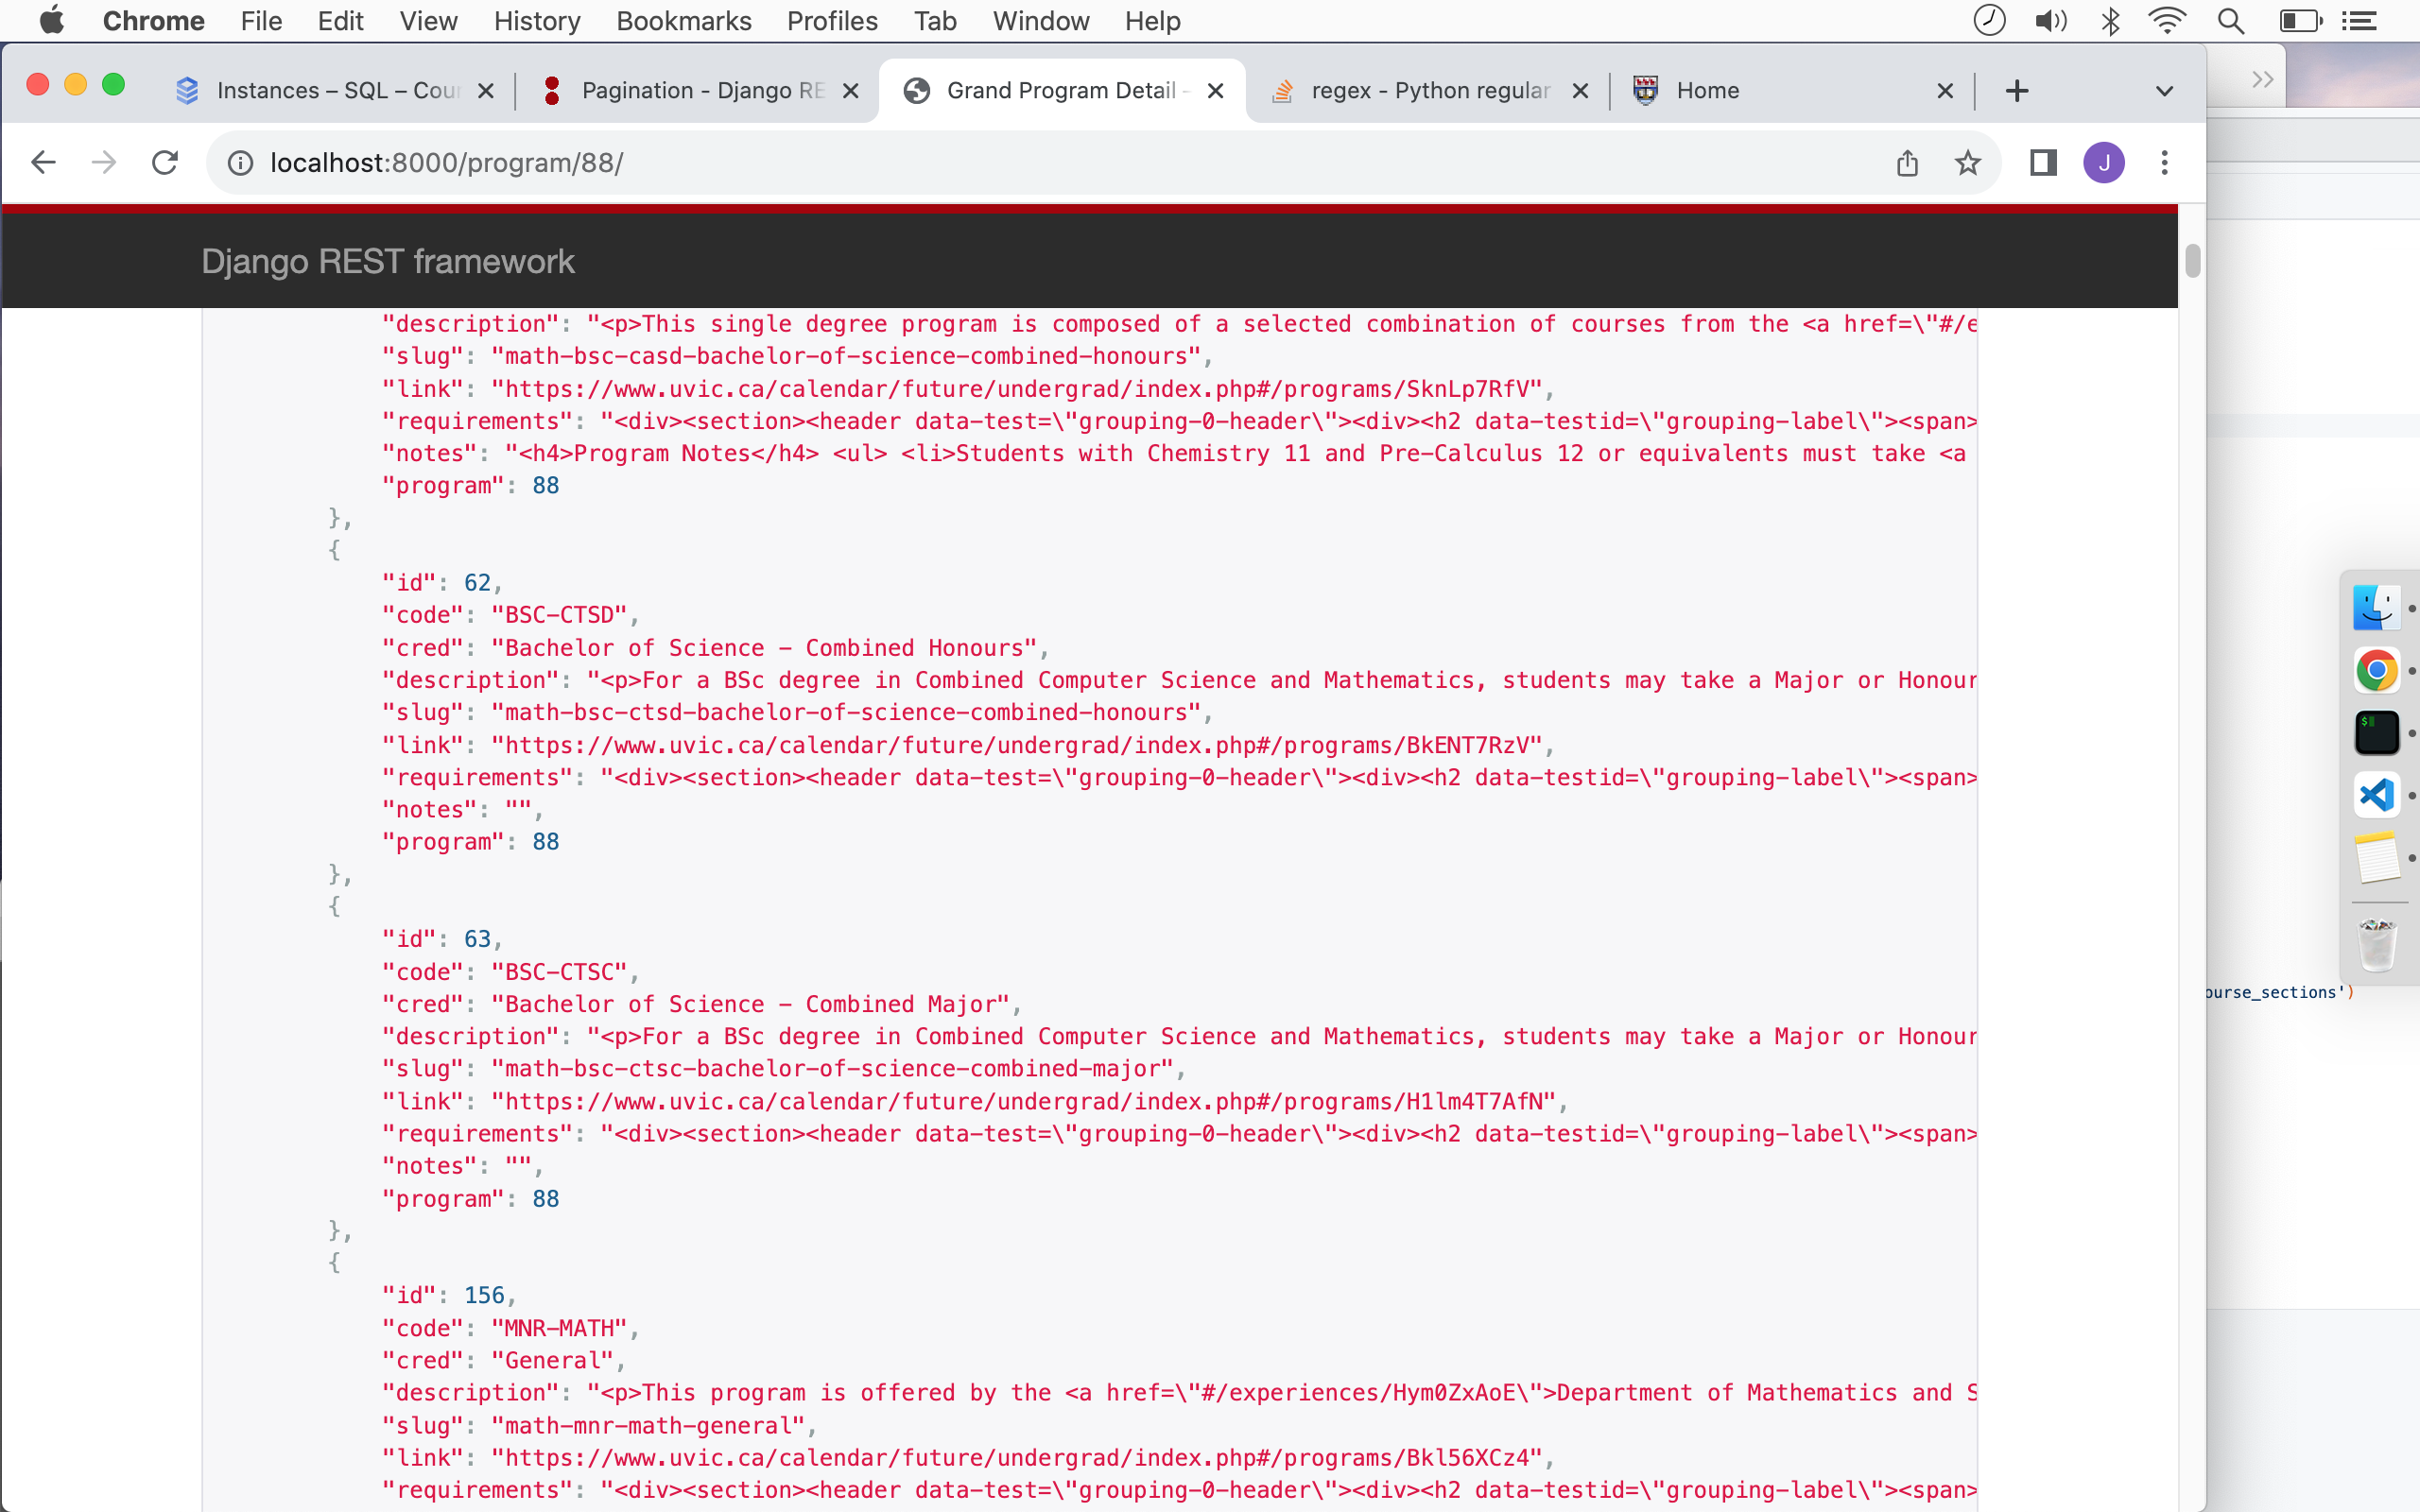 Chrome File Edit View History Bookmarks Profiles Tab Window Help
Instances – SQL – Cou
Pagination - Django RE
Grand Program Detail
regex - Python regular
Home
localhost:8000/program/88/
J
Django REST framework
"description": "<p>This single degree program is composed of a selected combination of courses from the <a href=\"#/e
"slug": "math-bsc-casd-bachelor-of-science-combined-honours",
"link": "https://www.uvic.ca/calendar/future/undergrad/index.php#/programs/SknLp7RfV",
"requirements": "<div><section><header data-test=\"grouping-0-header\"><div><h2 data-testid=\"grouping-label\"><span>
"notes": "<h4>Program Notes</h4> <ul> <li>Students with Chemistry 11 and Pre-Calculus 12 or equivalents must take <a
"program": 88
},
{
"id": 62,
"code": "BSC-CTSD",
"cred": "Bachelor of Science - Combined Honours",
"description": "<p>For a BSc degree in Combined Computer Science and Mathematics, students may take a Major or Honour
"slug": "math-bsc-ctsd-bachelor-of-science-combined-honours",
"link": "https://www.uvic.ca/calendar/future/undergrad/index.php#/programs/BkENT7RzV",
"requirements": "<div><section><header data-test=\"grouping-0-header\"><div><h2 data-testid=\"grouping-label\"><span>
"notes": "",
"program": 88
},
{
"id": 63,
"code": "BSC-CTSC",
"cred": "Bachelor of Science - Combined Major",
"description": "<p>For a BSc degree in Combined Computer Science and Mathematics, students may take a Major or Honour
"slug": "math-bsc-ctsc-bachelor-of-science-combined-major",
"link": "https://www.uvic.ca/calendar/future/undergrad/index.php#/programs/H1lm4T7AfN",
"requirements": "<div><section><header data-test=\"grouping-0-header\"><div><h2 data-testid=\"grouping-label\"><span>
"notes": "",
"program": 88
},
{
"id": 156,
"code": "MNR-MATH",
"cred": "General",
"description": "<p>This program is offered by the <a href=\"#/experiences/Hym0ZxAoE\">Department of Mathematics and S
"slug": "math-mnr-math-general",
"link": "https://www.uvic.ca/calendar/future/undergrad/index.php#/programs/Bkl56XCz4",
"requirements": "<div><section><header data-test=\"grouping-0-header\"><div><h2 data-testid=\"grouping-label\"><span>
ourse_sections')